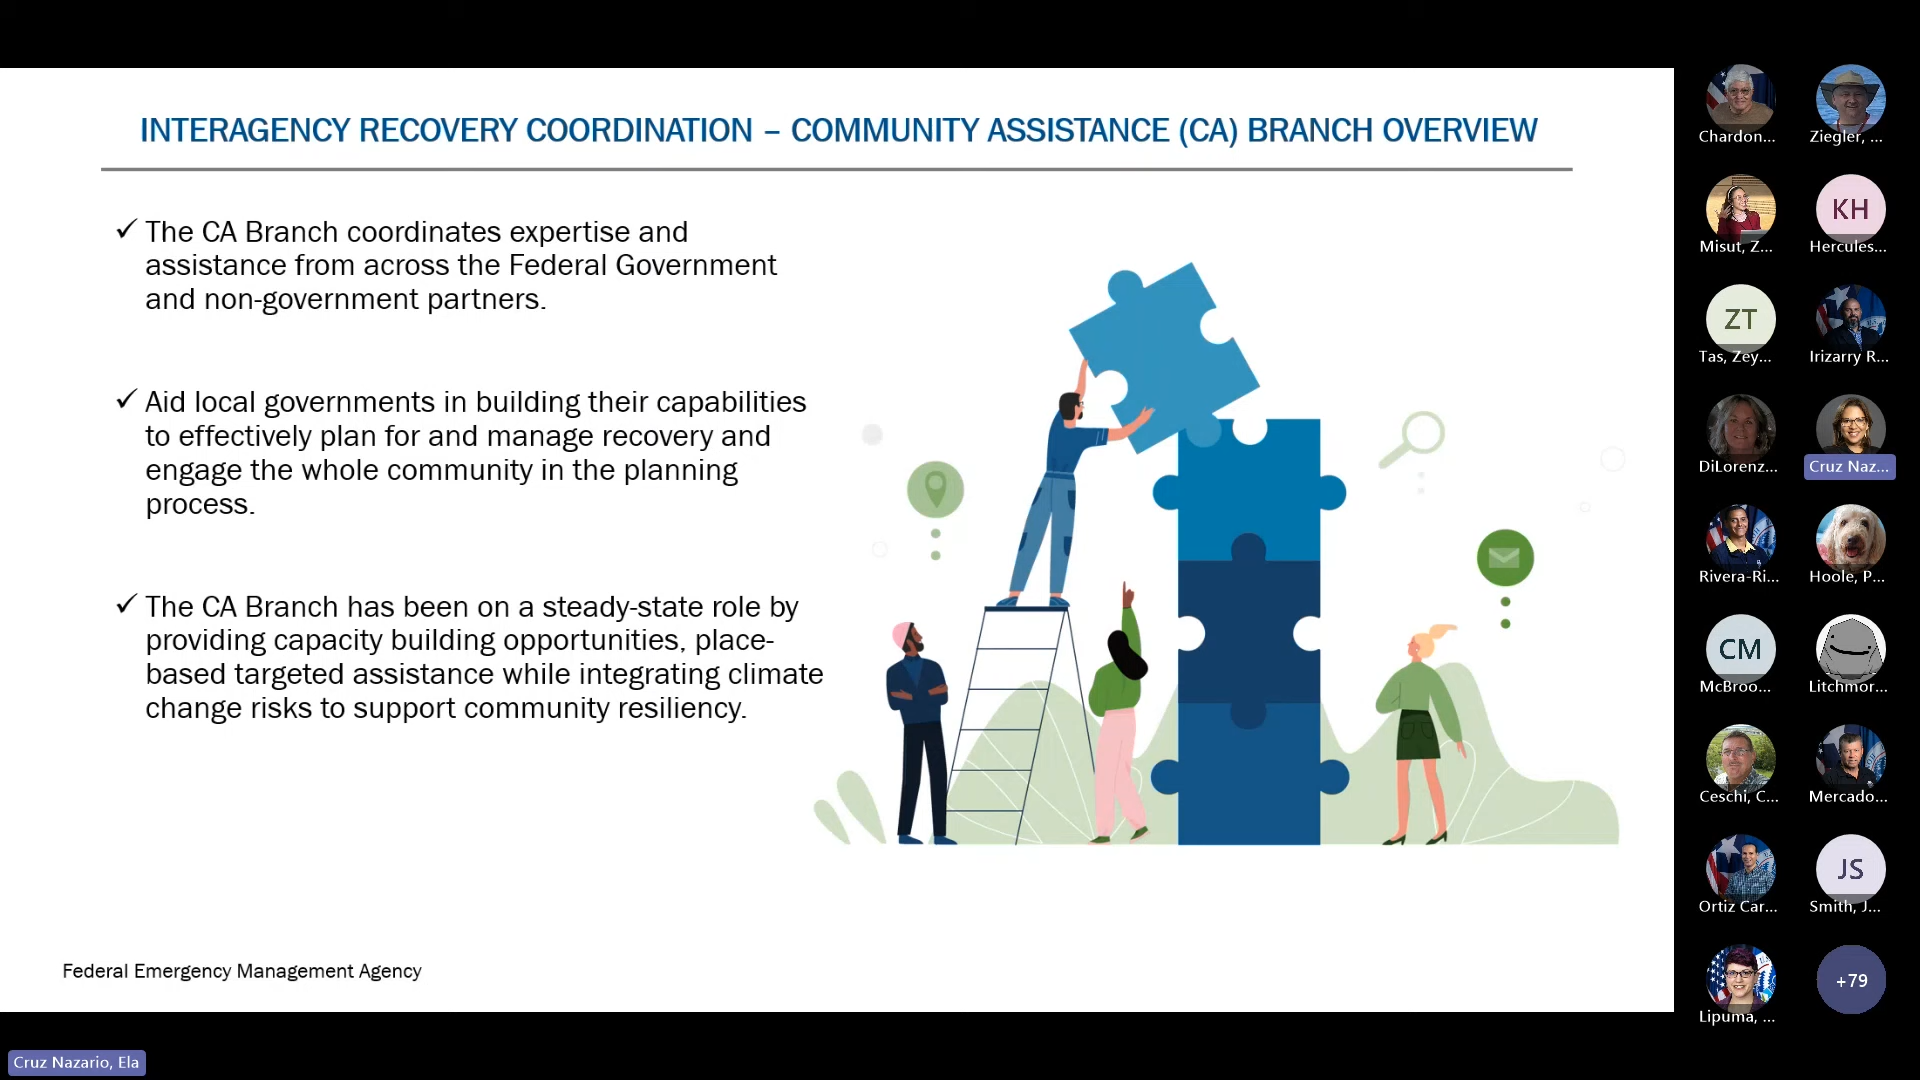 INTERAGENCY RECOVERY COORDINATION – COMMUNITY ASSISTANCE (CA) BRANCH OVERVIEW
✓ The CA Branch coordinates expertise and
assistance from across the Federal Government
and non-government partners.
✓ Aid local governments in building their capabilities
to effectively plan for and manage recovery and
engage the whole community in the planning
process.
✓ The CA Branch has been on a steady-state role by
providing capacity building opportunities, place-
based targeted assistance while integrating climate
change risks to support community resiliency.
Federal Emergency Management Agency
Cruz Nazario, Ela
Chardon...
Ziegler, ...
Misut, Z...
KH
Hercules...
ZT
Tas, Zey...
Irizarry R...
DiLorenz...
Cruz Naz...
Rivera-Ri...
Hoole, P...
CM
McBroo...
Litchmor...
Ceschi, C...
Mercado...
Ortiz Car...
JS
Smith, J...
Lipuma, ...
+79